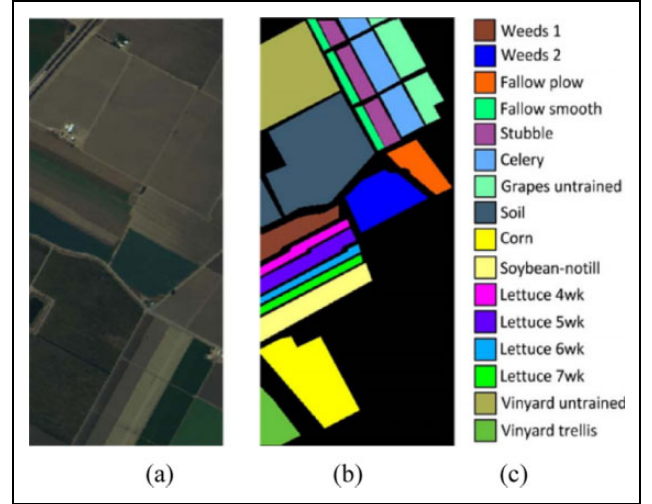 Weeds 1
Weeds 2
Fallow plow
Fallow smooth
Stubble
Celery
Grapes untrained
Soil
Corn
Soybean-notill
Lettuce 4wk
Lettuce 5wk
Lettuce 6wk
Lettuce 7wk
Vinyard untrained
Vinyard trellis
(a) (b) (c)